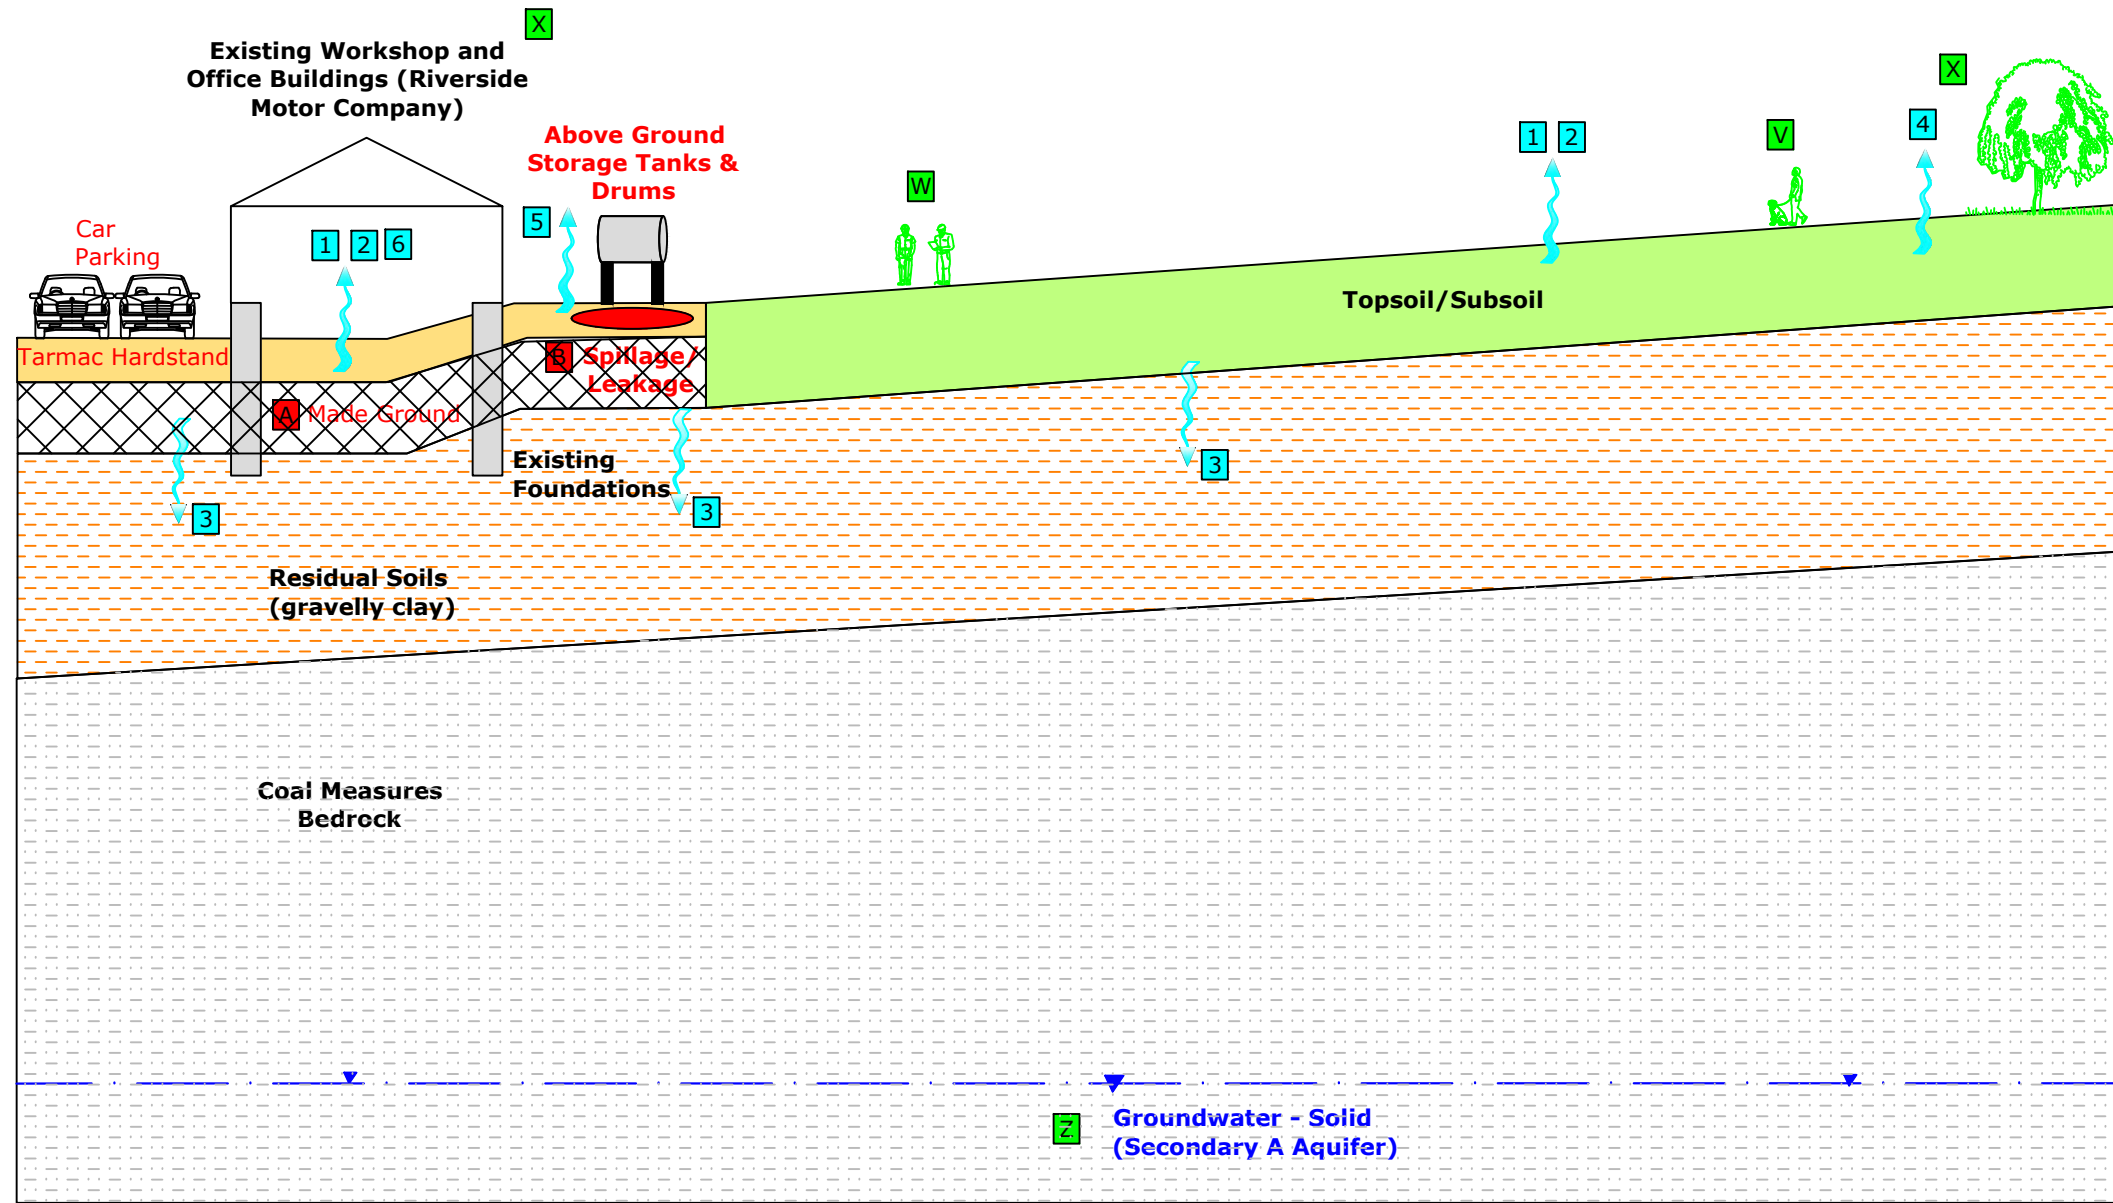 X
Existing Workshop and
Office Buildings (Riverside
Motor Company)
X
Above Ground
Storage Tanks &
Drums
1 2
V
4
W
Car
Parking
5
1 2 6
Topsoil/Subsoil
Tarmac Hardstand
B Spillage/
Leakage
A Made Ground
Existing
Foundations
3
3
3
Residual Soils
(gravelly clay)
Coal Measures
Bedrock
Z
Groundwater - Solid
(Secondary A Aquifer)